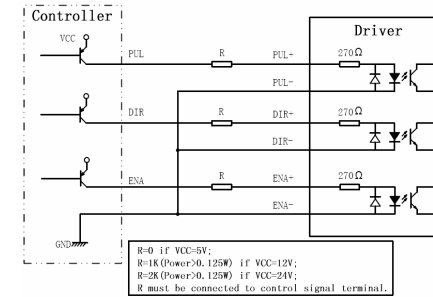 Controller
Driver
VCC
PUL
R
PUL+
270Ω
PUL-
DIR
R
DIR+
270Ω
DIR-
ENA
R
ENA+
270Ω
ENA-
GND
R=0 if VCC=5V;
R=1K(Power>0.125W) if VCC=12V;
R=2K(Power>0.125W) if VCC=24V;
R must be connected to control signal terminal.